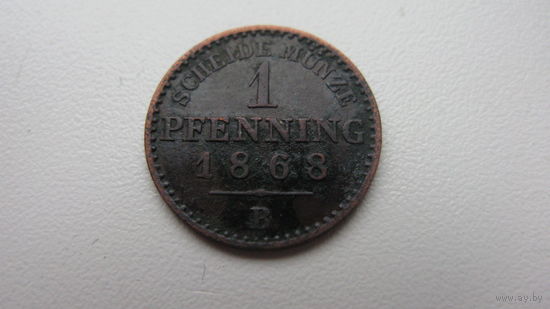 SCHEIDE MÜNZE
1
PFENNING
1868
B
www.ay.by